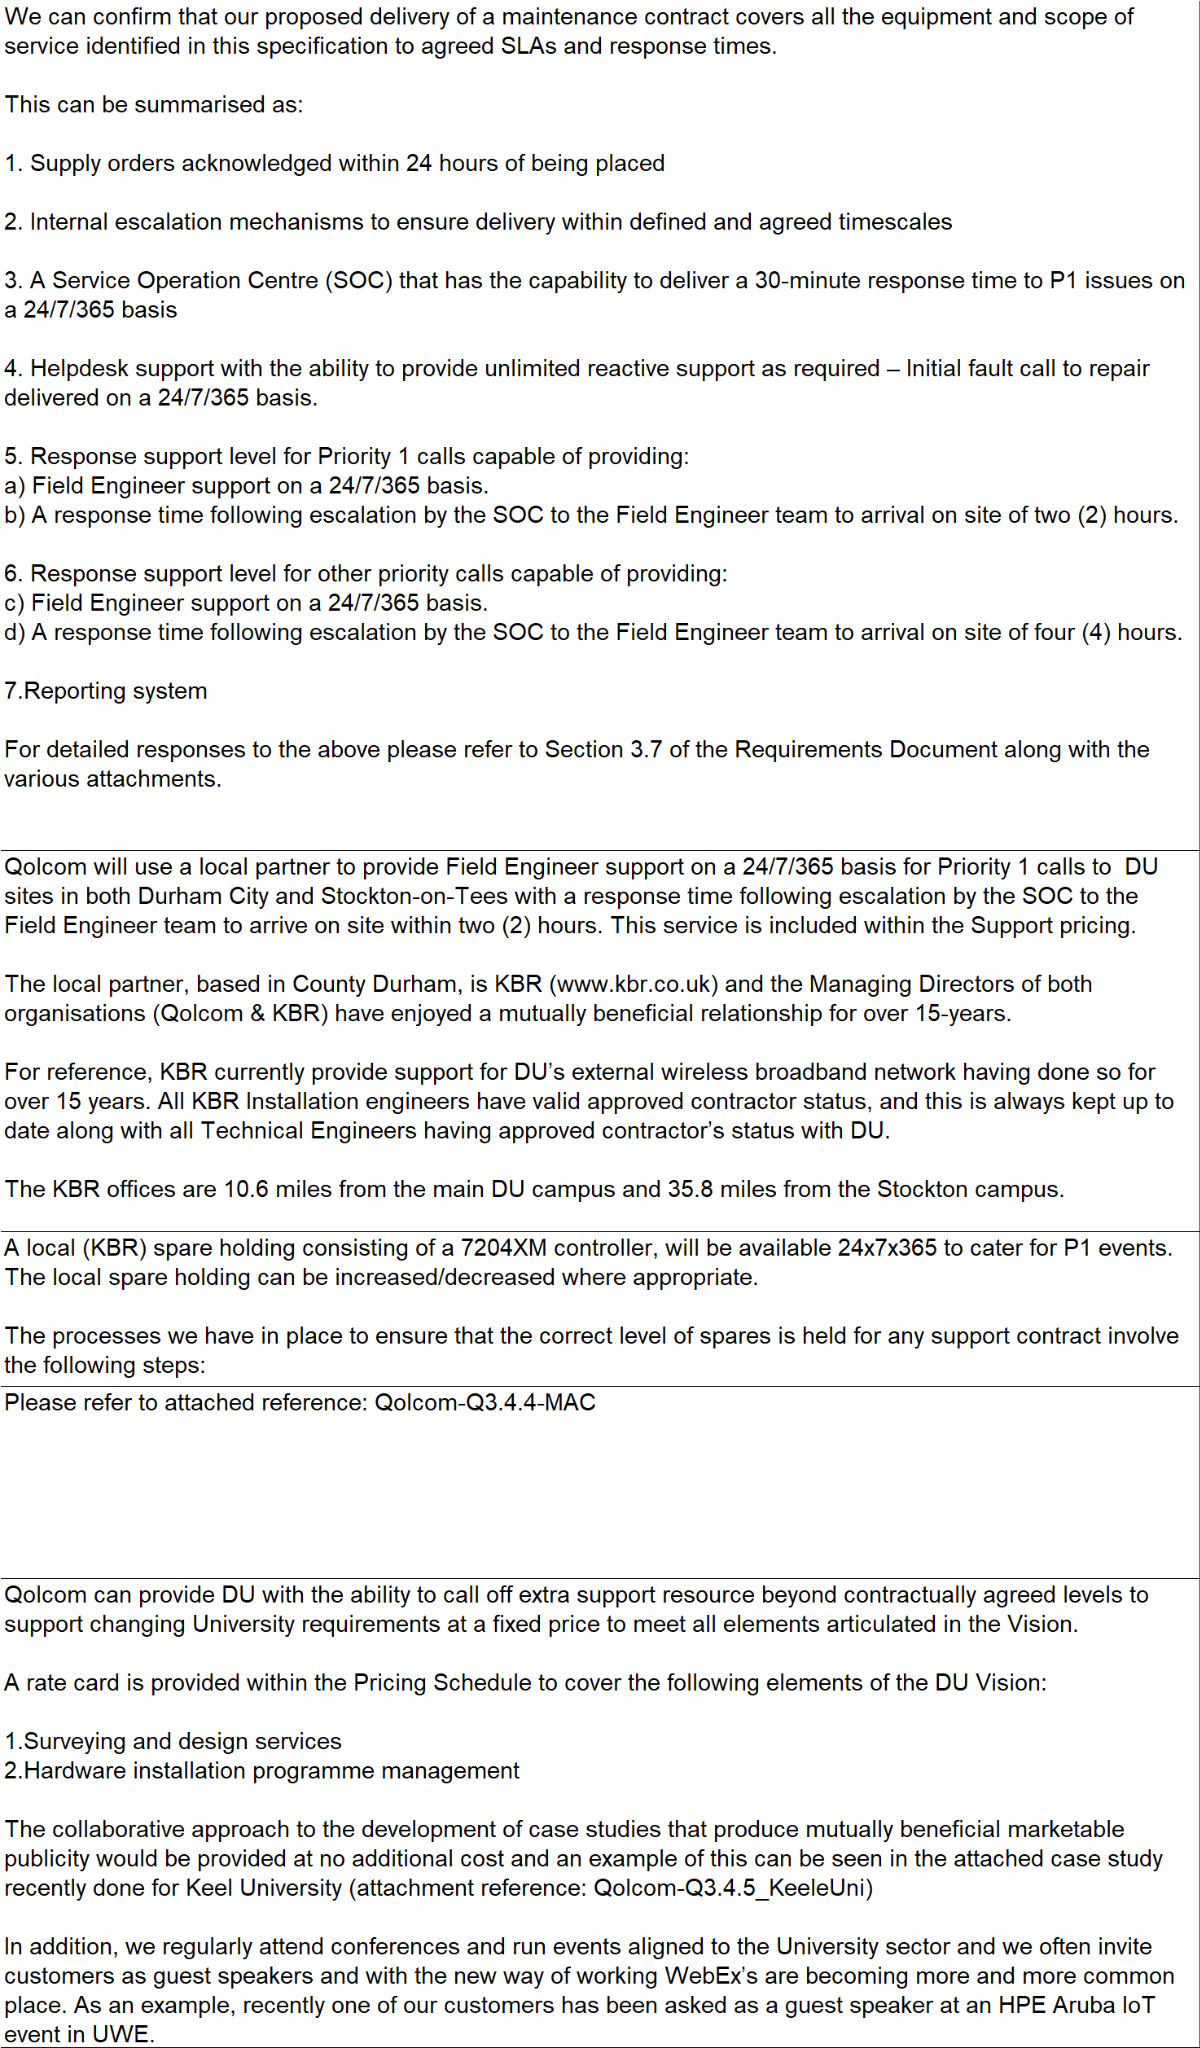 We can confirm that our proposed delivery of a maintenance contract covers all the equipment and scope of
service identified in this specification to agreed SLAs and response times.
This can be summarised as:
1. Supply orders acknowledged within 24 hours of being placed
2. Internal escalation mechanisms to ensure delivery within defined and agreed timescales
3. A Service Operation Centre (SOC) that has the capability to deliver a 30-minute response time to P1 issues on
a 24/7/365 basis
4. Helpdesk support with the ability to provide unlimited reactive support as required – Initial fault call to repair
delivered on a 24/7/365 basis.
5. Response support level for Priority 1 calls capable of providing:
a) Field Engineer support on a 24/7/365 basis.
b) A response time following escalation by the SOC to the Field Engineer team to arrival on site of two (2) hours.
6. Response support level for other priority calls capable of providing:
c) Field Engineer support on a 24/7/365 basis.
d) A response time following escalation by the SOC to the Field Engineer team to arrival on site of four (4) hours.
7.Reporting system
For detailed responses to the above please refer to Section 3.7 of the Requirements Document along with the
various attachments.
Qolcom will use a local partner to provide Field Engineer support on a 24/7/365 basis for Priority 1 calls to  DU
sites in both Durham City and Stockton-on-Tees with a response time following escalation by the SOC to the
Field Engineer team to arrive on site within two (2) hours. This service is included within the Support pricing.
The local partner, based in County Durham, is KBR (www.kbr.co.uk) and the Managing Directors of both
organisations (Qolcom & KBR) have enjoyed a mutually beneficial relationship for over 15-years.
For reference, KBR currently provide support for DU’s external wireless broadband network having done so for
over 15 years. All KBR Installation engineers have valid approved contractor status, and this is always kept up to
date along with all Technical Engineers having approved contractor’s status with DU.
The KBR offices are 10.6 miles from the main DU campus and 35.8 miles from the Stockton campus.
A local (KBR) spare holding consisting of a 7204XM controller, will be available 24x7x365 to cater for P1 events.
The local spare holding can be increased/decreased where appropriate.
The processes we have in place to ensure that the correct level of spares is held for any support contract involve
the following steps:
Please refer to attached reference: Qolcom-Q3.4.4-MAC
Qolcom can provide DU with the ability to call off extra support resource beyond contractually agreed levels to
support changing University requirements at a fixed price to meet all elements articulated in the Vision.
A rate card is provided within the Pricing Schedule to cover the following elements of the DU Vision:
1.Surveying and design services
2.Hardware installation programme management
The collaborative approach to the development of case studies that produce mutually beneficial marketable
publicity would be provided at no additional cost and an example of this can be seen in the attached case study
recently done for Keel University (attachment reference: Qolcom-Q3.4.5_KeeleUni)
In addition, we regularly attend conferences and run events aligned to the University sector and we often invite
customers as guest speakers and with the new way of working WebEx’s are becoming more and more common
place. As an example, recently one of our customers has been asked as a guest speaker at an HPE Aruba IoT
event in UWE.